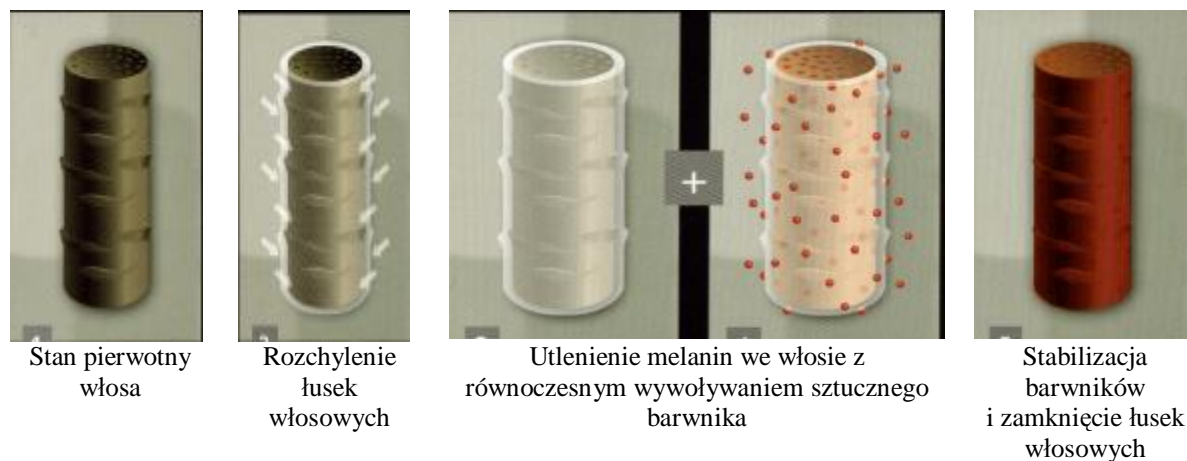 +
Stan pierwotny
włosa
Rozchylenie
łusek
włosowych
Utlenienie melanin we włosie z
równoczesnym wywoływaniem sztucznego
barwnika
Stabilizacja
barwników
i zamknięcie łusek
włosowych